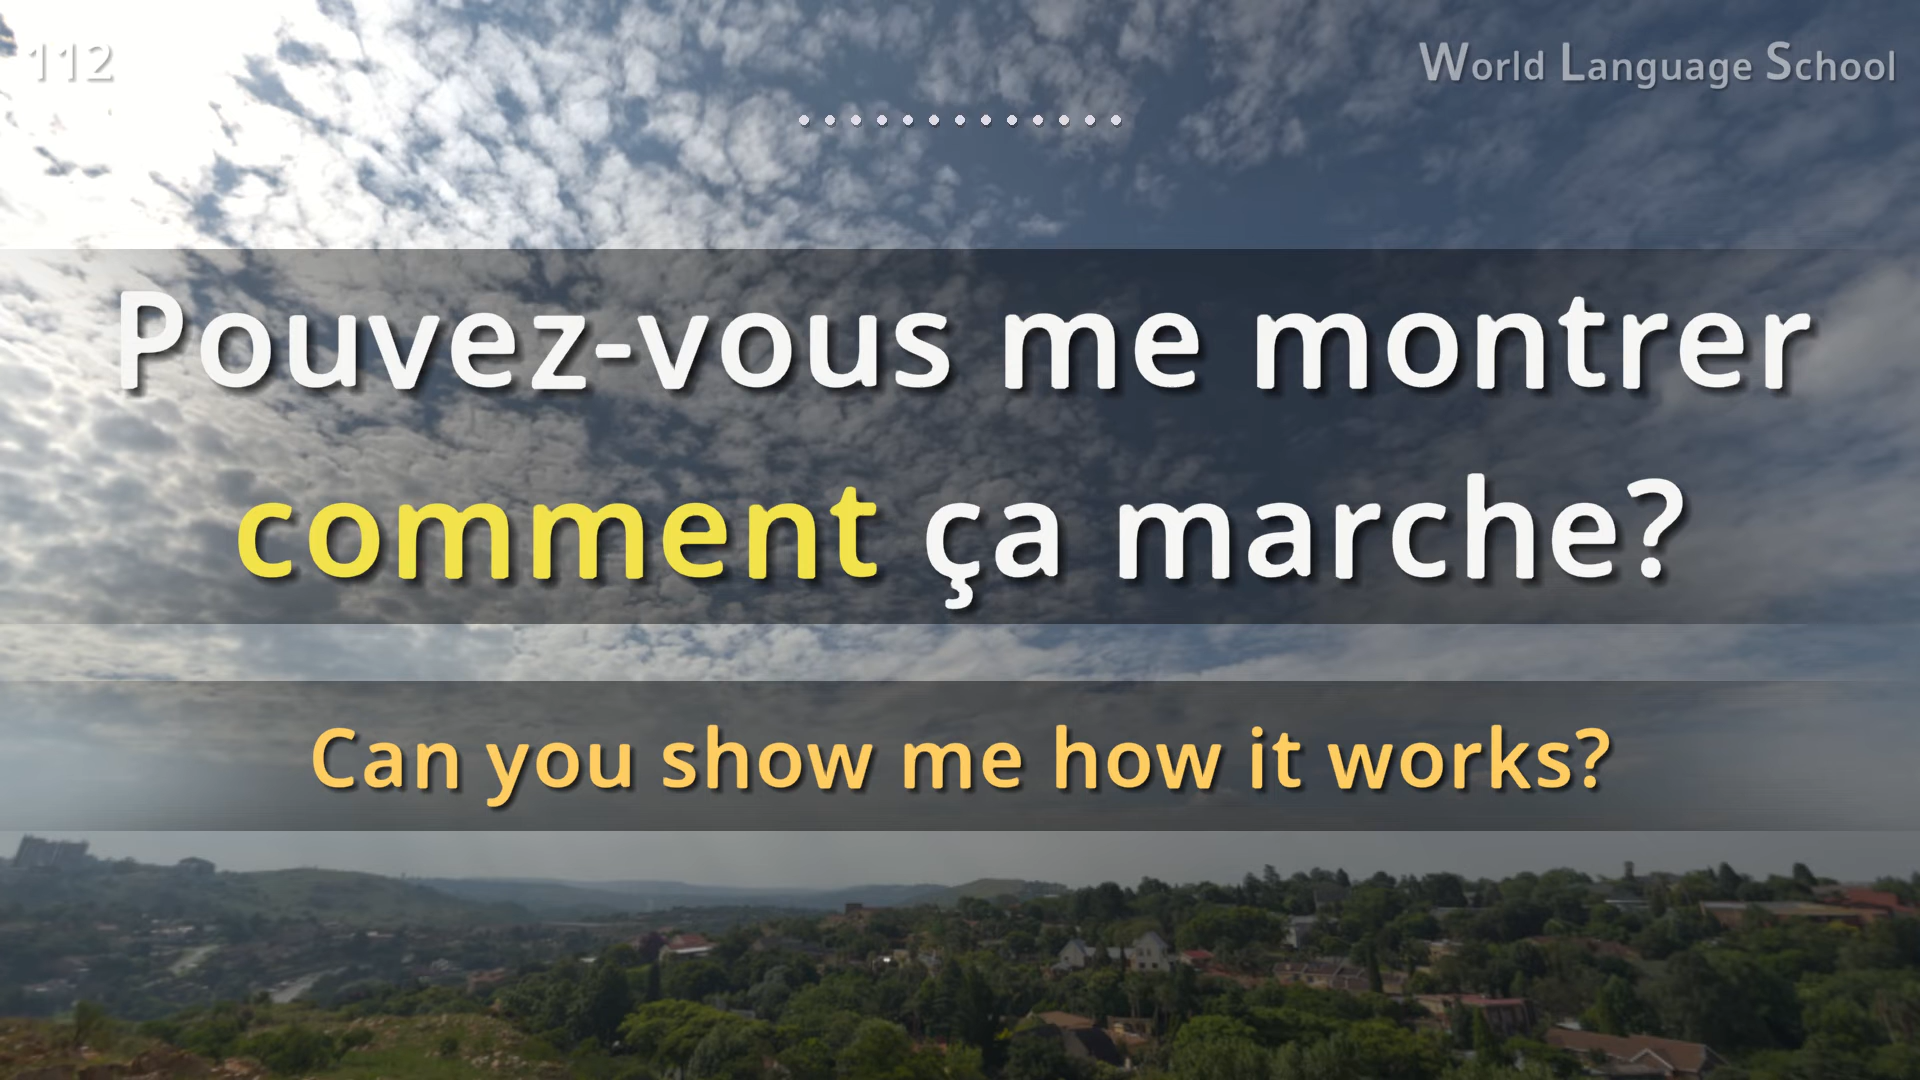 112
World Language School
Pouvez-vous me montrer
comment ça marche?
Can you show me how it works?